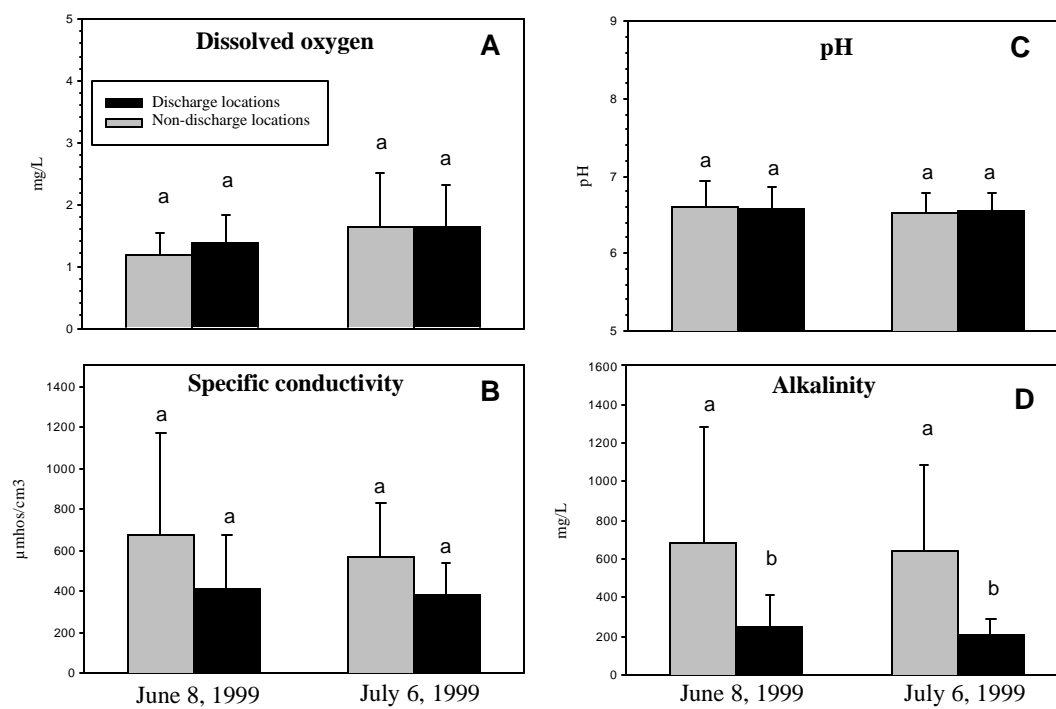 Dissolved oxygen
A
5
4
3
2
1
0
mg/L
Discharge locations
Non-discharge locations
a
a
a
a
pH
C
9
8
7
6
5
pH
a
a
a
a
Specific conductivity
B
1400
1200
1000
800
600
400
200
0
µmhos/cm3
a
a
a
a
June 8, 1999
July 6, 1999
Alkalinity
D
1600
1400
1200
1000
800
600
400
200
0
mg/L
a
b
a
b
June 8, 1999
July 6, 1999